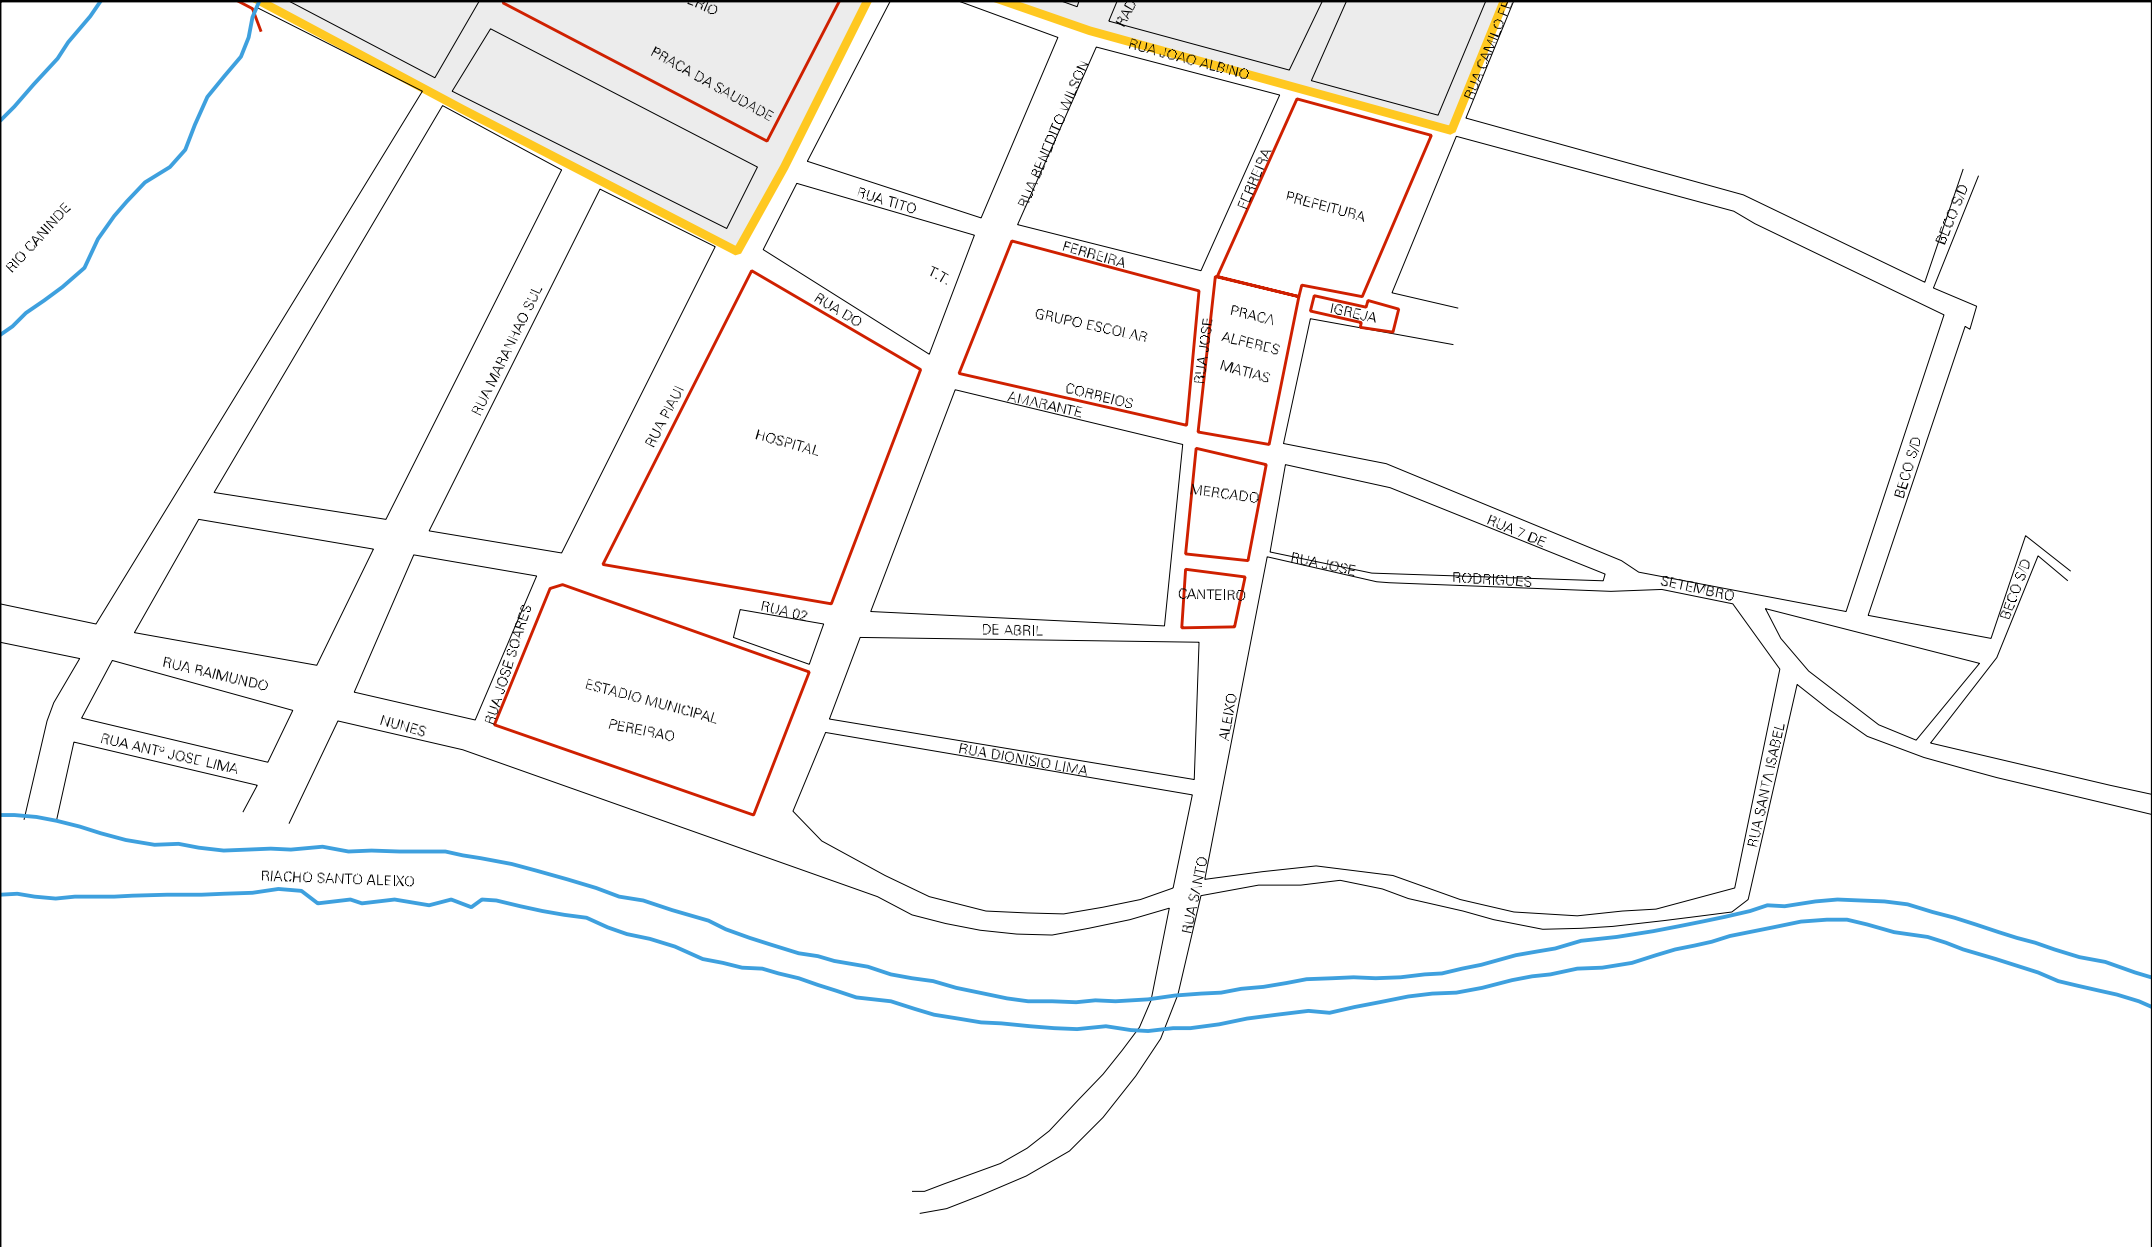 PRACA DA SAUDADE
RUA JOAO ALBINO
RUA BENEDITO WILSON
RIO CANINDE
RUA TITO
FERREIRA
PREFEITURA
BECO S/D
FERREIRA
T.T.
RUA DO
GRUPO ESCOLAR
PRACA
ALFERES
MATIAS
IGREJA
RUA JOSE
RUA MARANHAO SUL
RUA PIAUI
CORREIOS
AMARANTE
HOSPITAL
MERCADO
BECO S/D
RUA 7 DE
RUA JOSE
RODRIGUES
SETEMBRO
BECO S/D
CANTEIRO
RUA 02
DE ABRIL
RUA JOSE SOARES
RUA RAIMUNDO
ESTADIO MUNICIPAL
PEREIRAO
NUNES
RUA ANTº JOSE LIMA
RUA DIONISIO LIMA
ALEIXO
RUA SANTA ISABEL
RIACHO SANTO ALEIXO
RUA SANTO